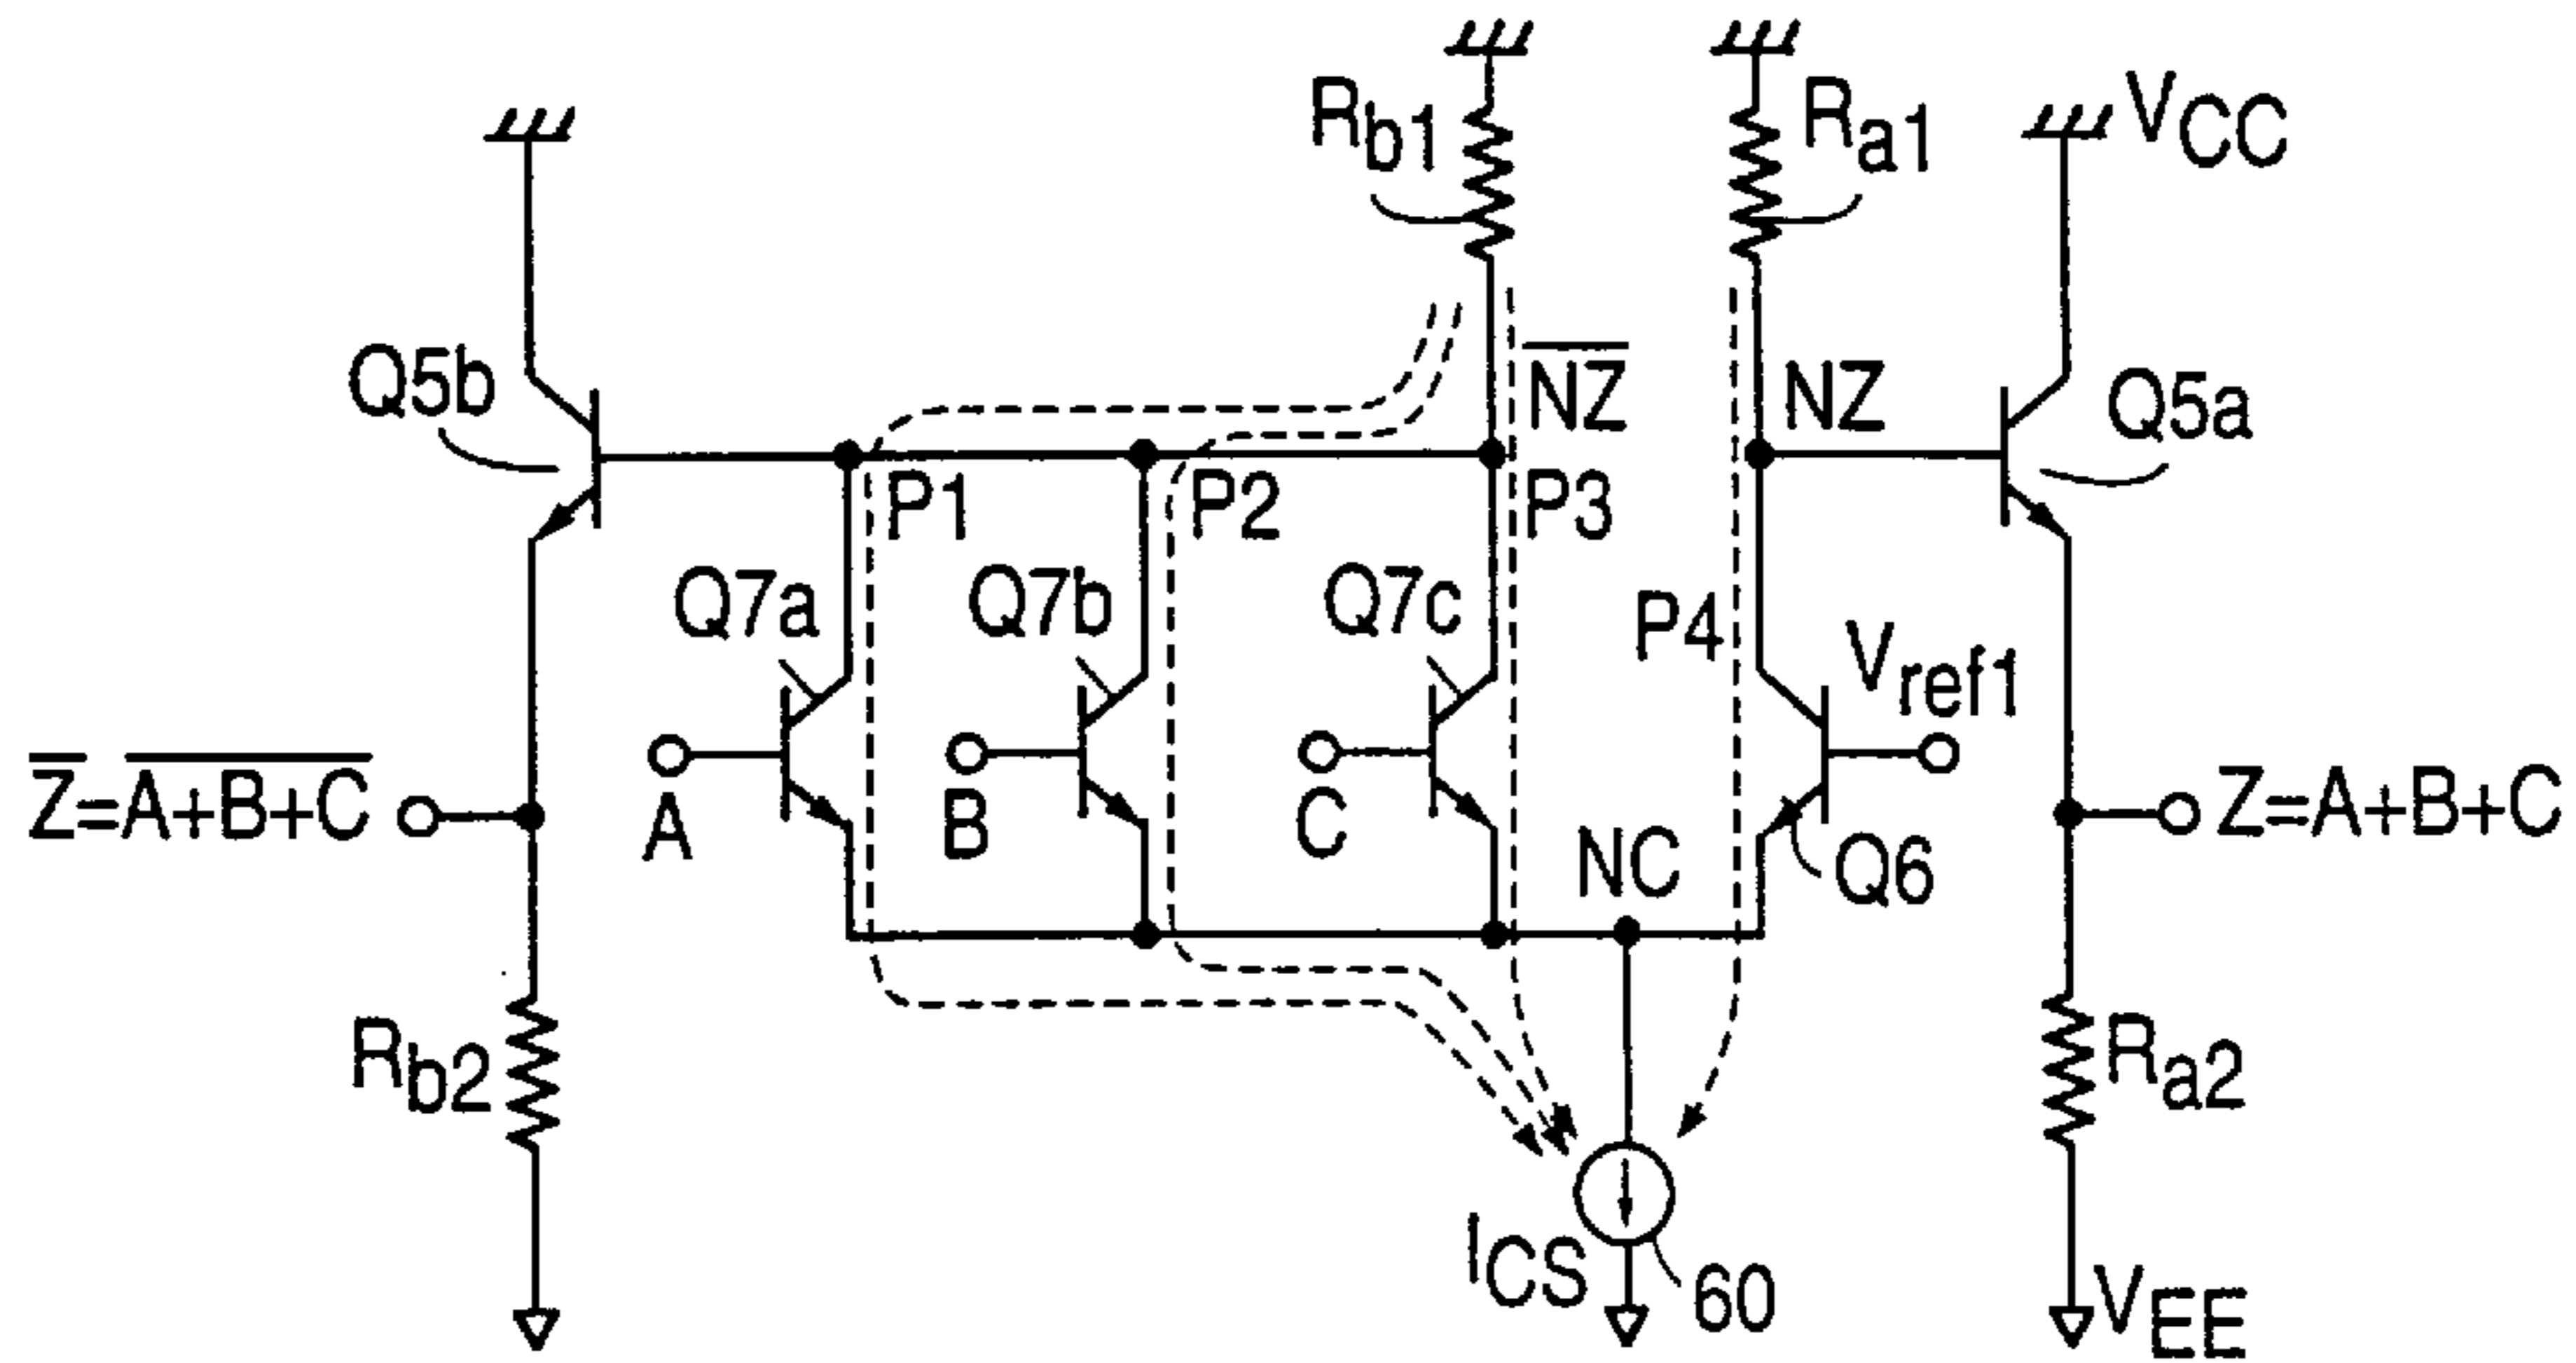 Rb1
Ra1
VCC
Q5b
N̅Z̅
NZ
Q5a
P1
P2
P3
Q7a
Q7b
Q7c
P4
Vref1
Z̅=A̅+̅B̅+̅C̅
A
B
C
NC
Q6
Z=A+B+C
Rb2
Ra2
ICS
60
VEE